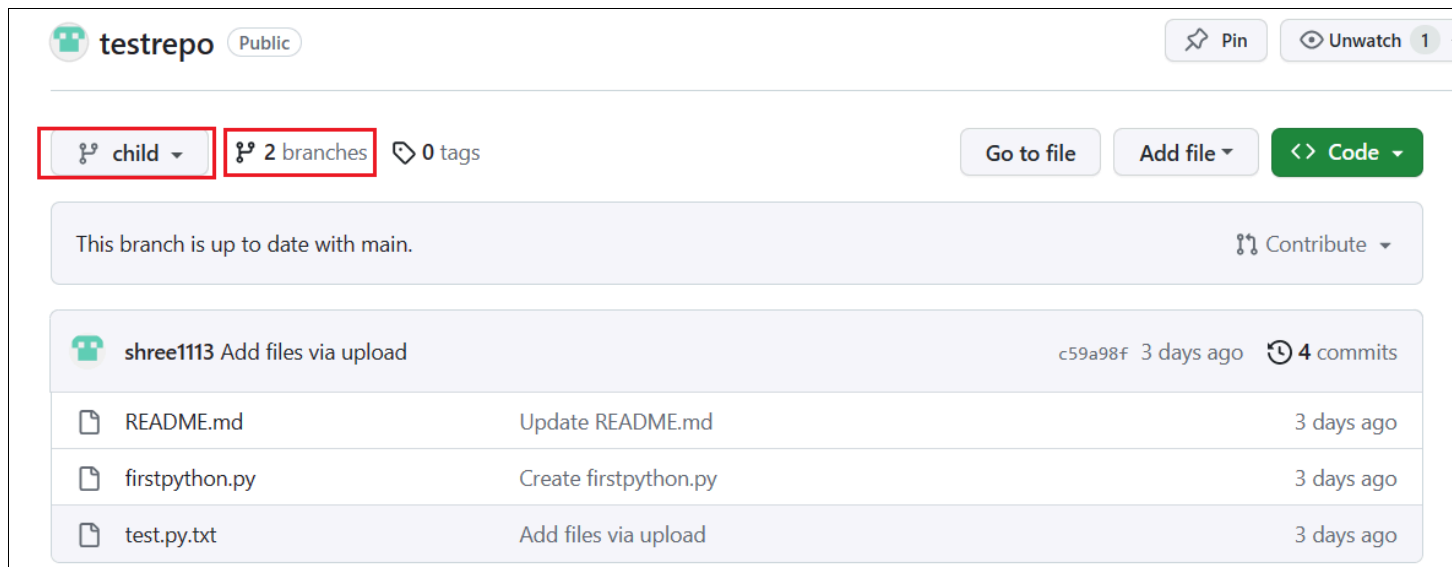 testrepo Public Pin Unwatch 1
child 2 branches 0 tags Go to file Add file <> Code
This branch is up to date with main. Contribute
shree1113 Add files via upload c59a98f 3 days ago 4 commits
README.md Update README.md 3 days ago
firstpython.py Create firstpython.py 3 days ago
test.py.txt Add files via upload 3 days ago